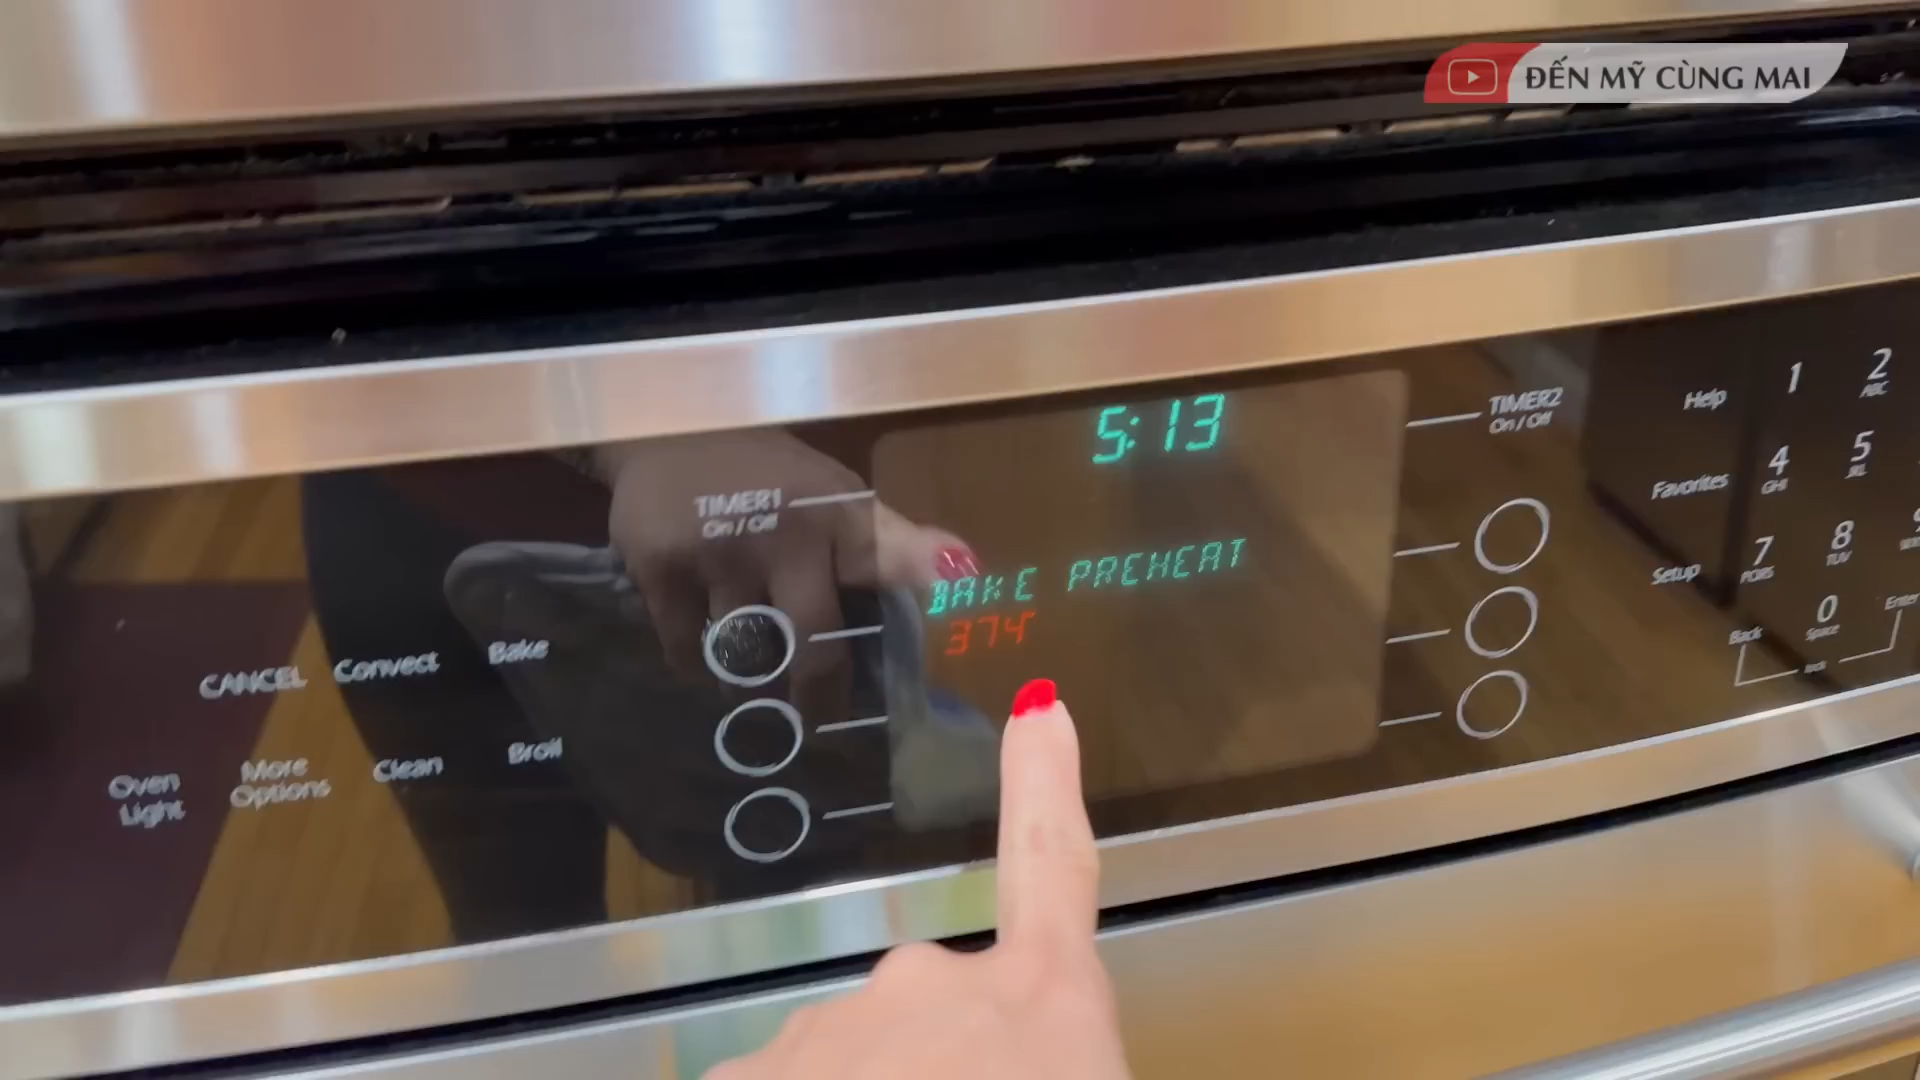 ĐẾN MỸ CÙNG MAI
5:13
TIMER1
On / Off
TIMER2
On / Off
BAKE PREHEAT
374°
CANCEL
Convect
Bake
Oven
Light
More
Options
Clean
Broil
Help
Favorites
Setup
1
2
ABC
4
GHI
5
JKL
7
PQRS
8
TUV
0
Space
Back
Enter